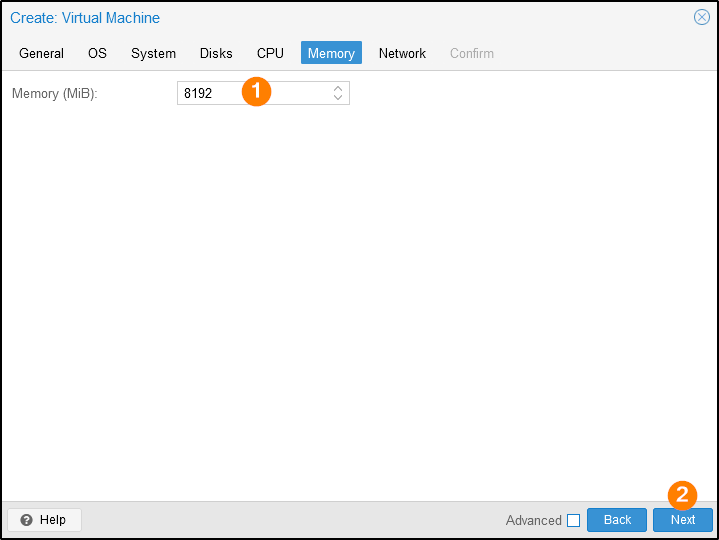 Create: Virtual Machine
General OS System Disks CPU Memory Network Confirm
Memory (MiB): 8192 1
2
Help Advanced Back Next